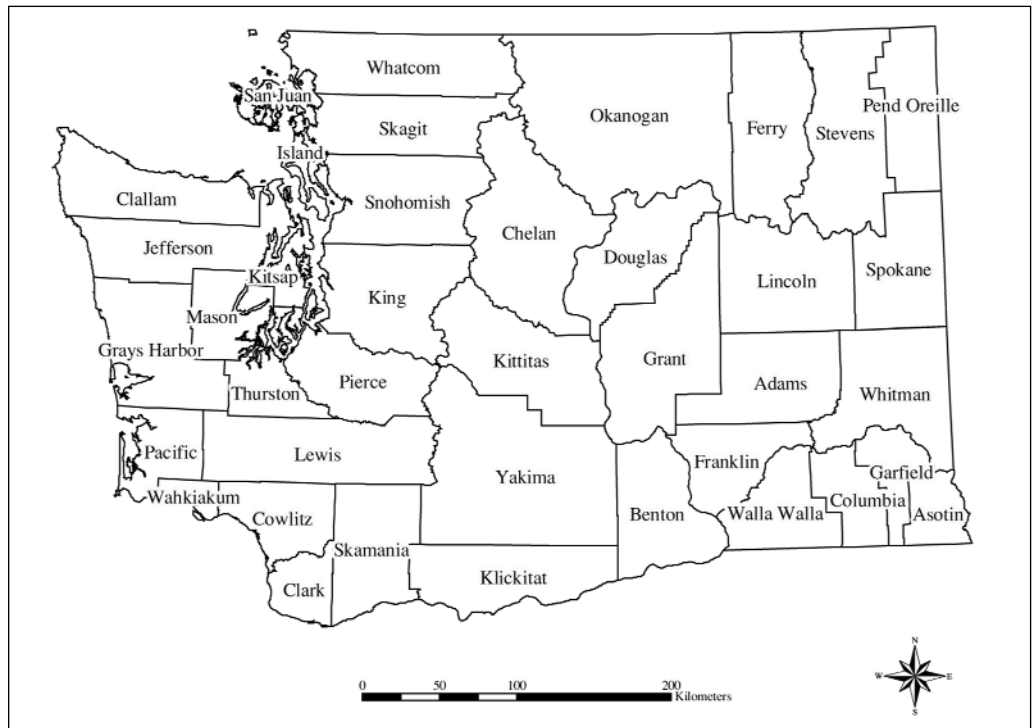 Whatcom
San Juan
Skagit
Okanogan
Ferry
Stevens
Pend Oreille
Island
Clallam
Snohomish
Jefferson
Chelan
Douglas
Kitsap
King
Lincoln
Spokane
Mason
Grays Harbor
Kittitas
Grant
Pierce
Thurston
Adams
Whitman
Pacific
Lewis
Yakima
Franklin
Garfield
Wahkiakum
Cowlitz
Benton
Walla Walla
Columbia
Asotin
Skamania
Clark
Klickitat
N
W
E
S
0 50 100 200
Kilometers